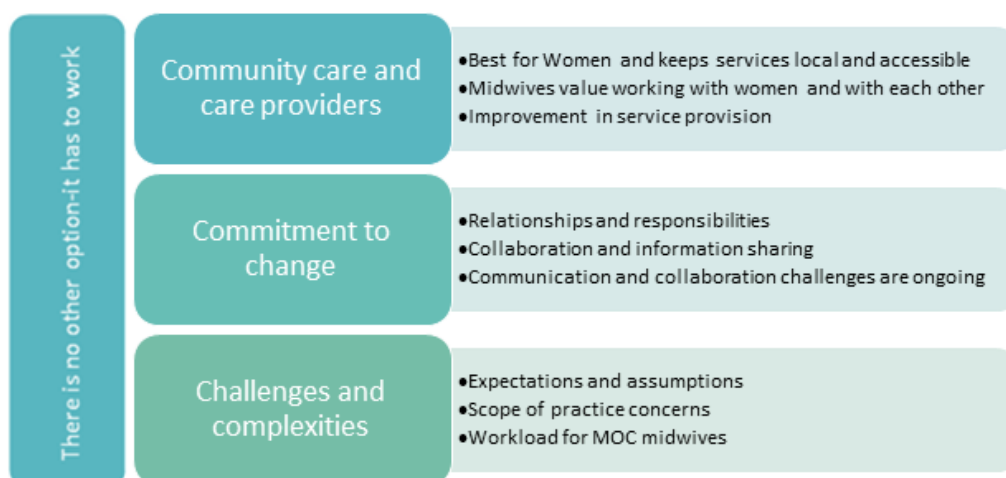 There is no other option-it has to work
Community care and
care providers
•Best for Women and keeps services local and accessible
•Midwives value working with women and with each other
•Improvement in service provision
Commitment to
change
•Relationships and responsibilities
•Collaboration and information sharing
•Communication and collaboration challenges are ongoing
Challenges and
complexities
•Expectations and assumptions
•Scope of practice concerns
•Workload for MOC midwives